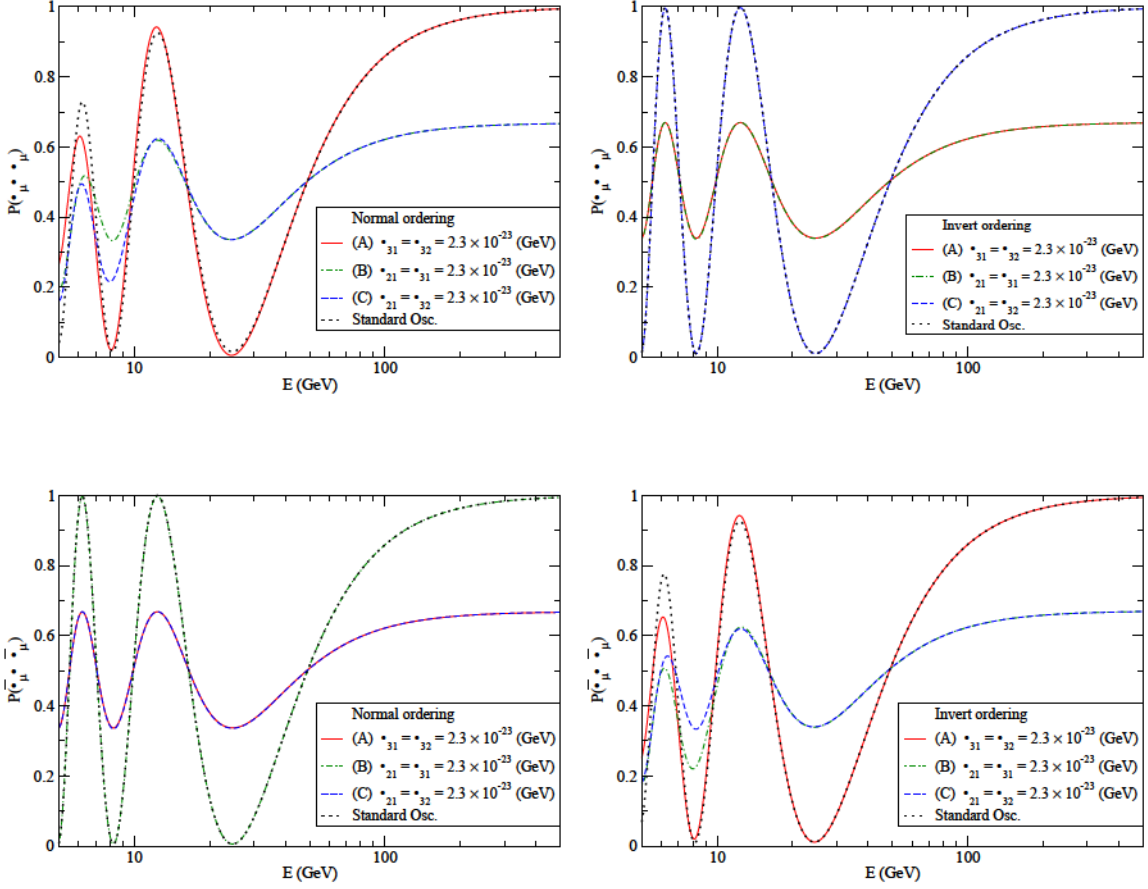 1
0.8
0.6
0.4
0.2
0
P(•μ • •μ)
10
100
E (GeV)
Normal ordering
(A) •31 = •32 = 2.3 × 10^-23 (GeV)
(B) •21 = •31 = 2.3 × 10^-23 (GeV)
(C) •21 = •32 = 2.3 × 10^-23 (GeV)
Standard Osc.
1
0.8
0.6
0.4
0.2
0
P(•μ • •μ)
10
100
E (GeV)
Invert ordering
(A) •31 = •32 = 2.3 × 10^-23 (GeV)
(B) •21 = •31 = 2.3 × 10^-23 (GeV)
(C) •21 = •32 = 2.3 × 10^-23 (GeV)
Standard Osc.
1
0.8
0.6
0.4
0.2
0
P(•̅μ • •̅μ)
10
100
E (GeV)
Normal ordering
(A) •31 = •32 = 2.3 × 10^-23 (GeV)
(B) •21 = •31 = 2.3 × 10^-23 (GeV)
(C) •21 = •32 = 2.3 × 10^-23 (GeV)
Standard Osc.
1
0.8
0.6
0.4
0.2
0
P(•̅μ • •̅μ)
10
100
E (GeV)
Invert ordering
(A) •31 = •32 = 2.3 × 10^-23 (GeV)
(B) •21 = •31 = 2.3 × 10^-23 (GeV)
(C) •21 = •32 = 2.3 × 10^-23 (GeV)
Standard Osc.